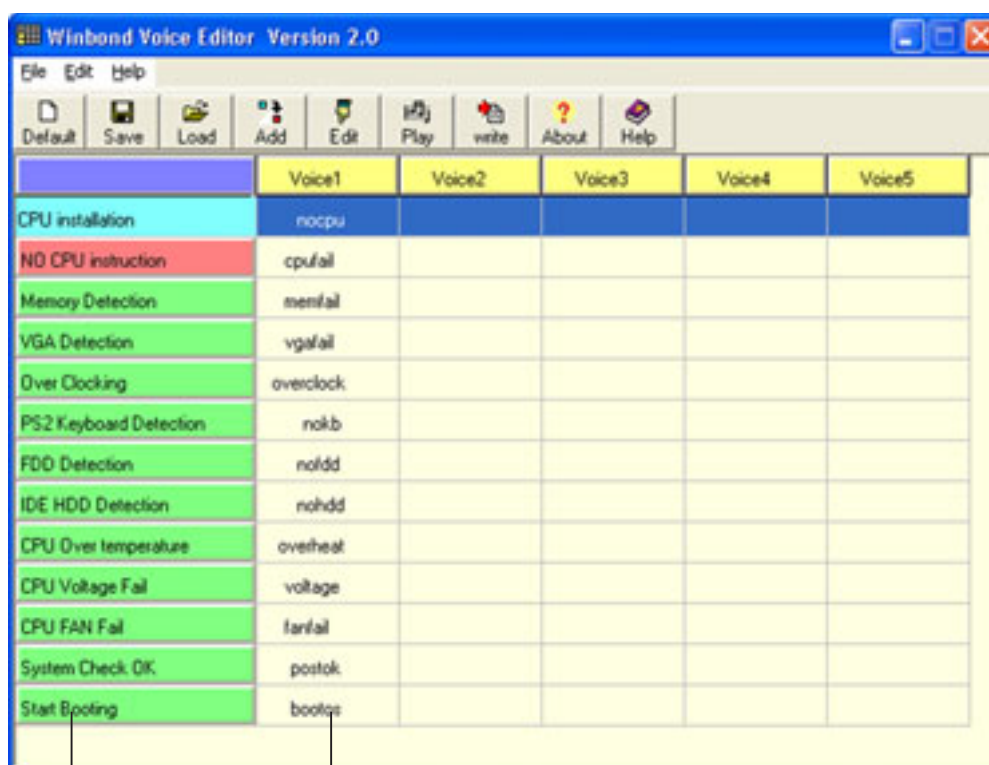 Winbond Voice Editor Version 2.0
File Edit Help
Default Save Load Add Edit Play write About Help
Voice1 Voice2 Voice3 Voice4 Voice5
CPU installation nocpu
NO CPU instruction cpufail
Memory Detection memfail
VGA Detection vgafail
Over Clocking overclock
PS2 Keyboard Detection nokb
FDD Detection nofdd
IDE HDD Detection nohdd
CPU Over temperature overheat
CPU Voltage Fail voltage
CPU FAN Fail fanfail
System Check OK postok
Start Booting bootos